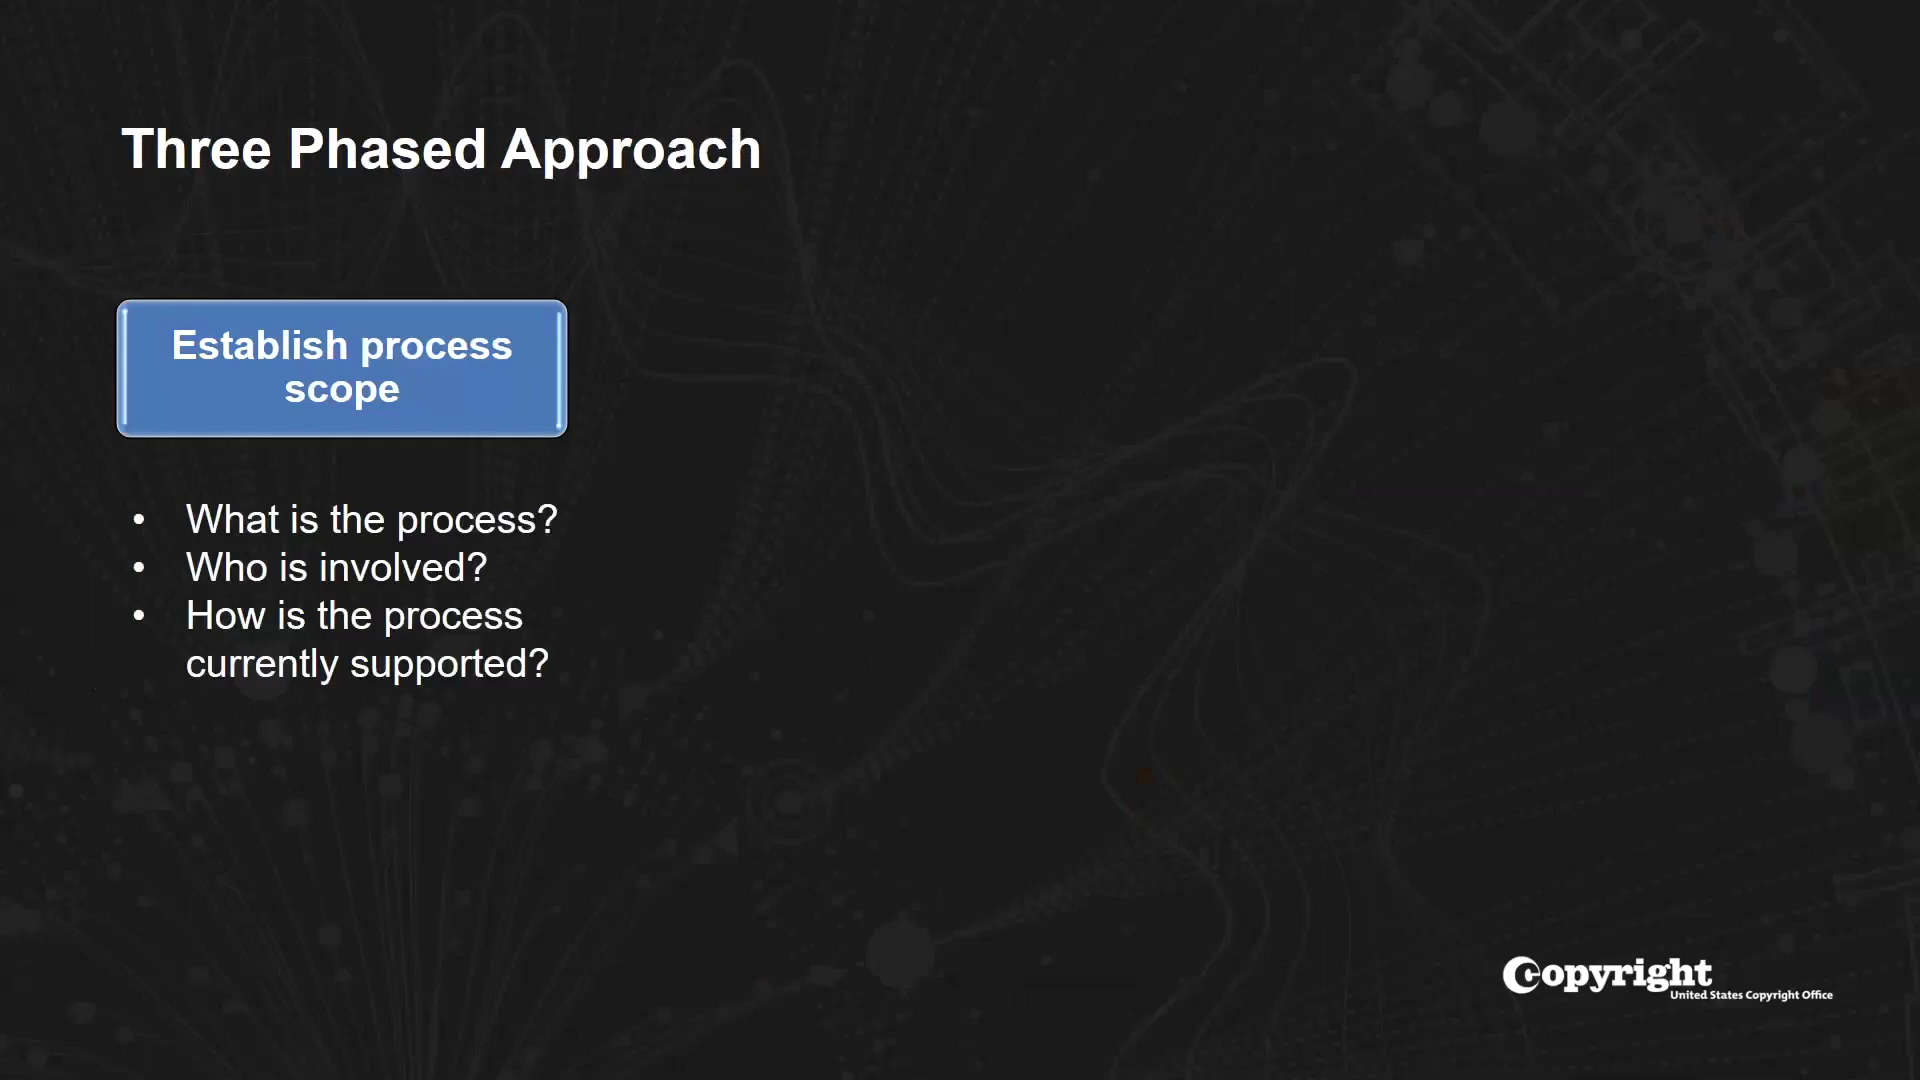 Three Phased Approach
Establish process
scope
• What is the process?
• Who is involved?
• How is the process
currently supported?
Copyright
United States Copyright Office